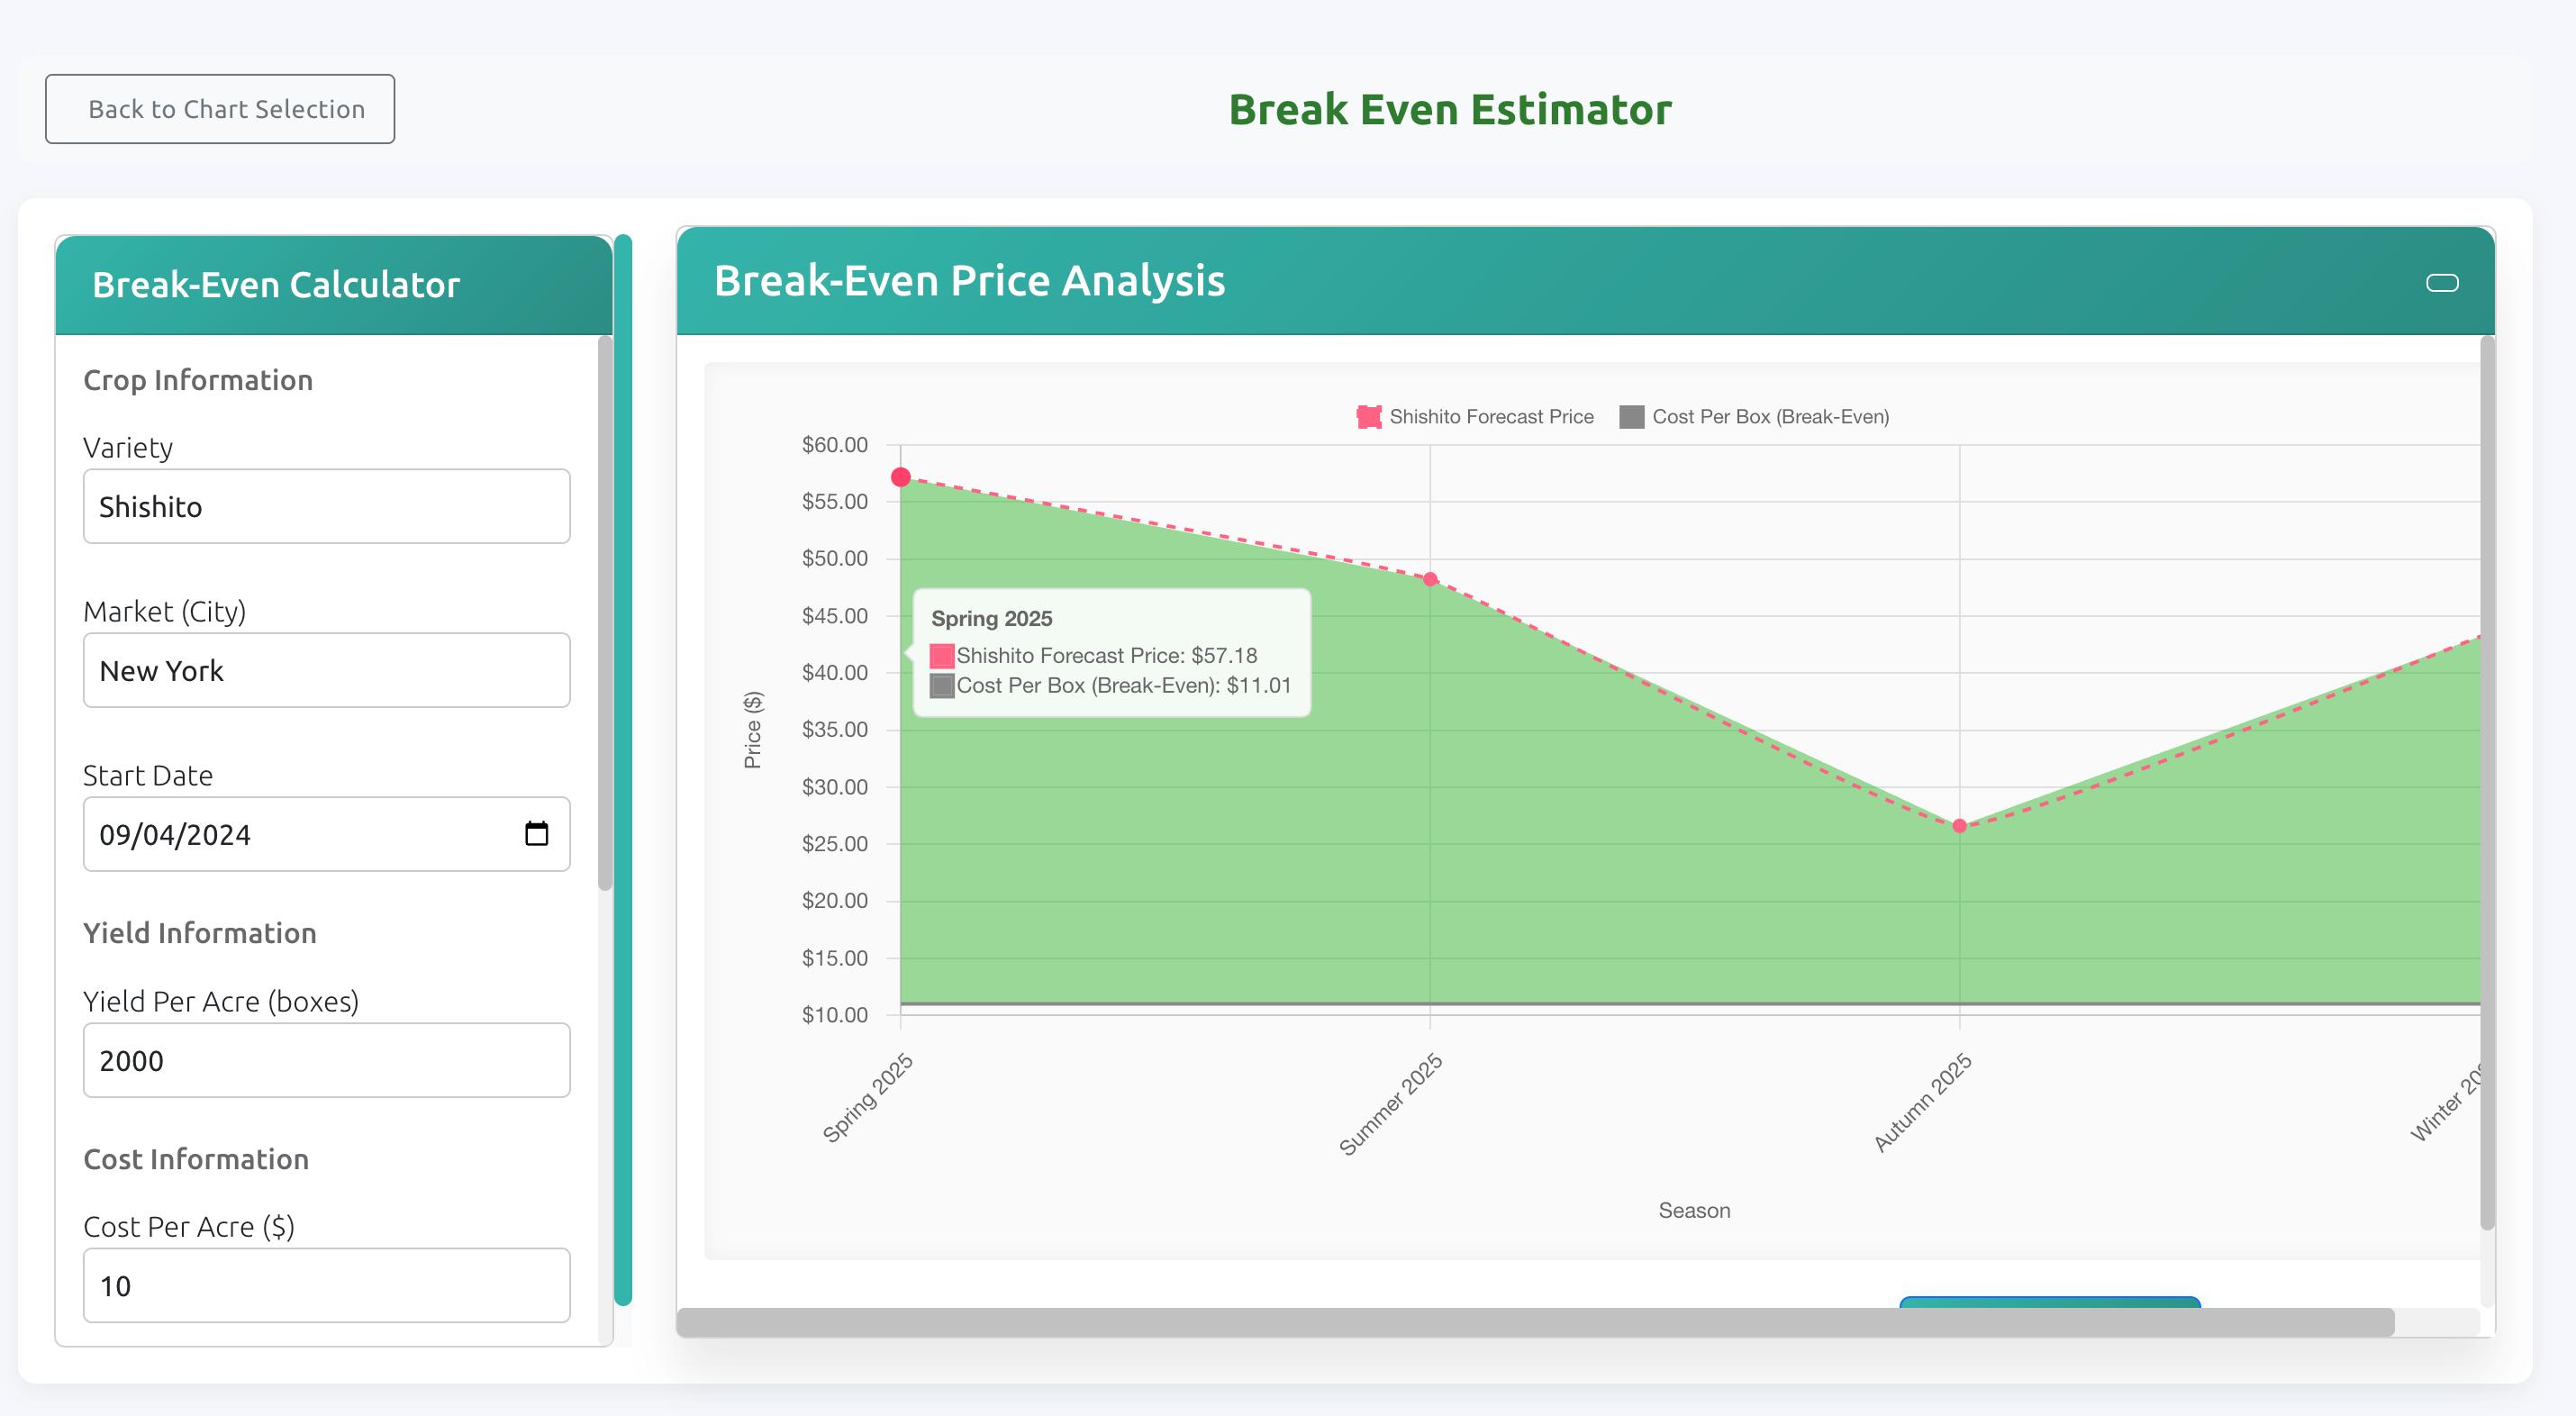 Back to Chart Selection
Break Even Estimator
Break-Even Calculator
Crop Information
Variety
Shishito
Market (City)
New York
Start Date
09/04/2024
Yield Information
Yield Per Acre (boxes)
2000
Cost Information
Cost Per Acre ($)
10
Break-Even Price Analysis
Shishito Forecast Price
Cost Per Box (Break-Even)
$60.00
$55.00
$50.00
$45.00
$40.00
$35.00
$30.00
$25.00
$20.00
$15.00
$10.00
Price ($)
Spring 2025
Shishito Forecast Price: $57.18
Cost Per Box (Break-Even): $11.01
Spring 2025
Summer 2025
Autumn 2025
Winter
Season